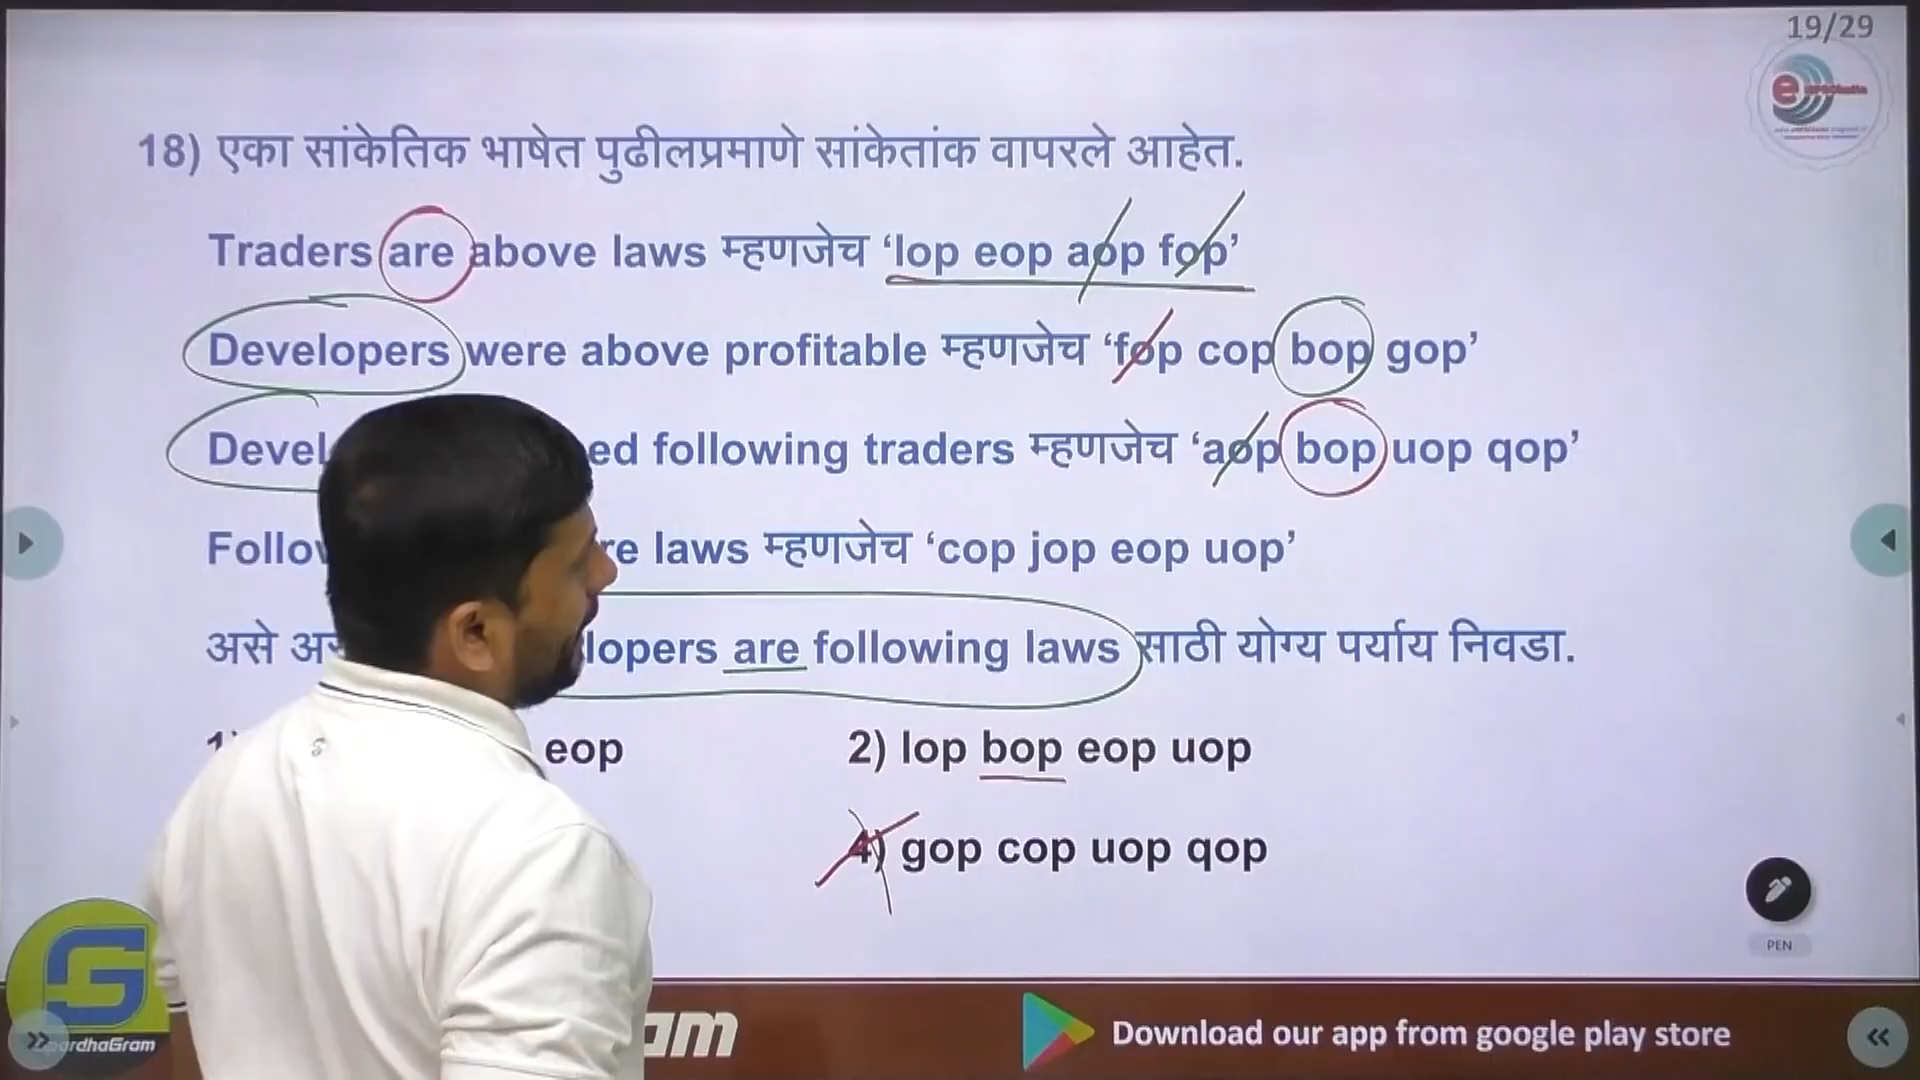 19/29
18) एका सांकेतिक भाषेत पुढीलप्रमाणे सांकेतांक वापरले आहेत.
Traders are above laws म्हणजेच ‘lop eop aop fop’
Developers were above profitable म्हणजेच ‘fop cop bop gop’
Devel ed following traders म्हणजेच ‘aop bop uop qop’
Follow re laws म्हणजेच ‘cop jop eop uop’
असे lopers are following laws साठी योग्य पर्याय निवडा.
eop 2) lop bop eop uop
4) gop cop uop qop
PEN
am Download our app from google play store